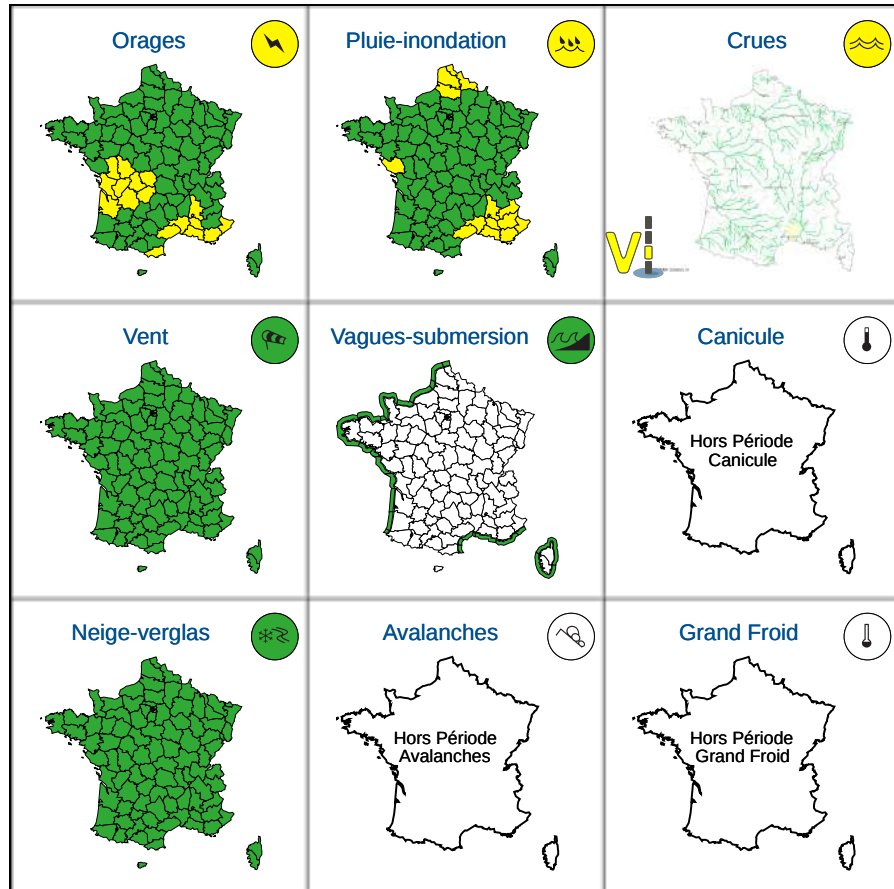 Orages
Pluie-inondation
Crues
Vi
Vent
Vagues-submersion
Canicule
Hors Période
Canicule
Neige-verglas
Avalanches
Grand Froid
Hors Période
Avalanches
Hors Période
Grand Froid